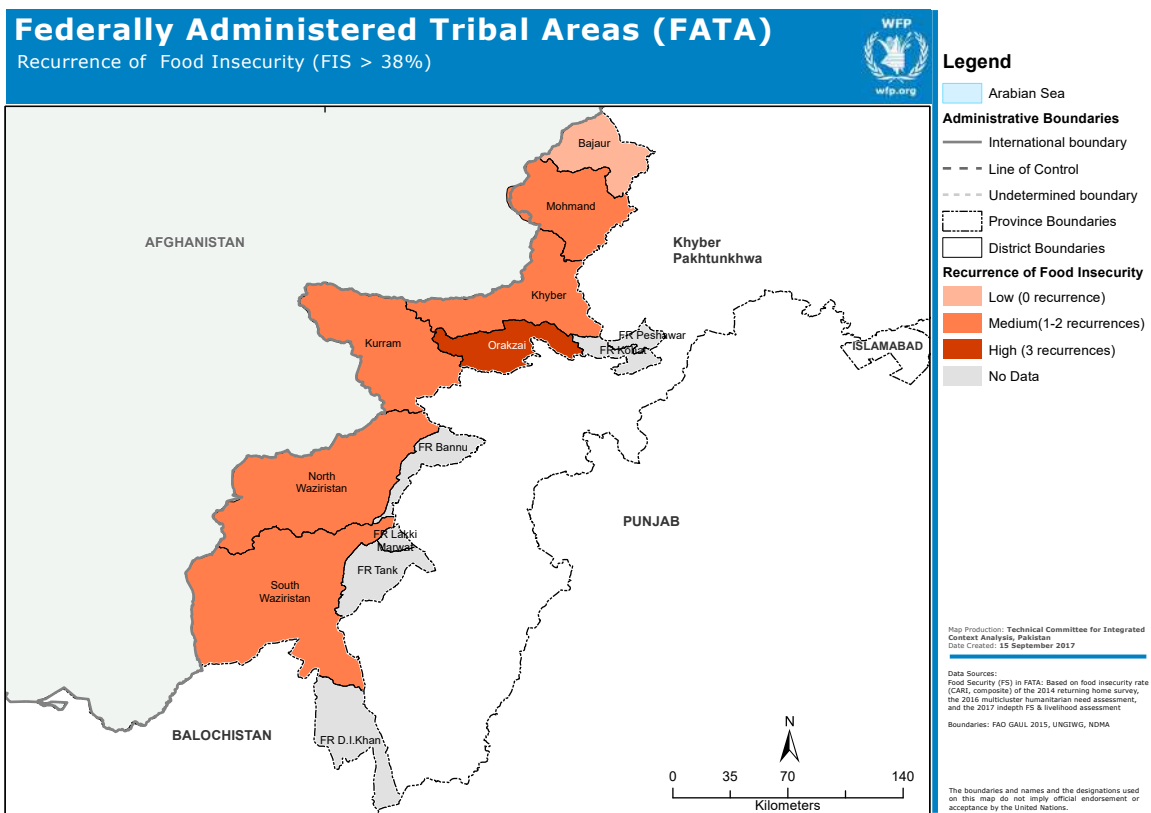 Federally Administered Tribal Areas (FATA)
Recurrence of Food Insecurity (FIS > 38%)
WFP
wfp.org
Bajaur
Mohmand
AFGHANISTAN
Khyber
Pakhtunkhwa
Khyber
Kurram
Orakzai
FR Peshawar
FR Kohat
ISLAMABAD
FR Bannu
North
Waziristan
PUNJAB
FR Lakki
Marwat
FR Tank
South
Waziristan
BALOCHISTAN
FR D.I.Khan
N
0 35 70 140
Kilometers
Legend
Arabian Sea
Administrative Boundaries
International boundary
Line of Control
Undetermined boundary
Province Boundaries
District Boundaries
Recurrence of Food Insecurity
Low (0 recurrence)
Medium(1-2 recurrences)
High (3 recurrences)
No Data
Map Production: Technical Committee for Integrated
Context Analysis, Pakistan
Date Created: 15 September 2017
Data Sources:
Food Security (FS) in FATA: Based on food insecurity rate
(CARI, composite) of the 2014 returning home survey,
the 2016 multicluster humanitarian need assessment,
and the 2017 indepth FS & livelihood assessment
Boundaries: FAO GAUL 2015, UNGIWG, NDMA
The boundaries and names and the designations used
on this map do not imply official endorsement or
acceptance by the United Nations.